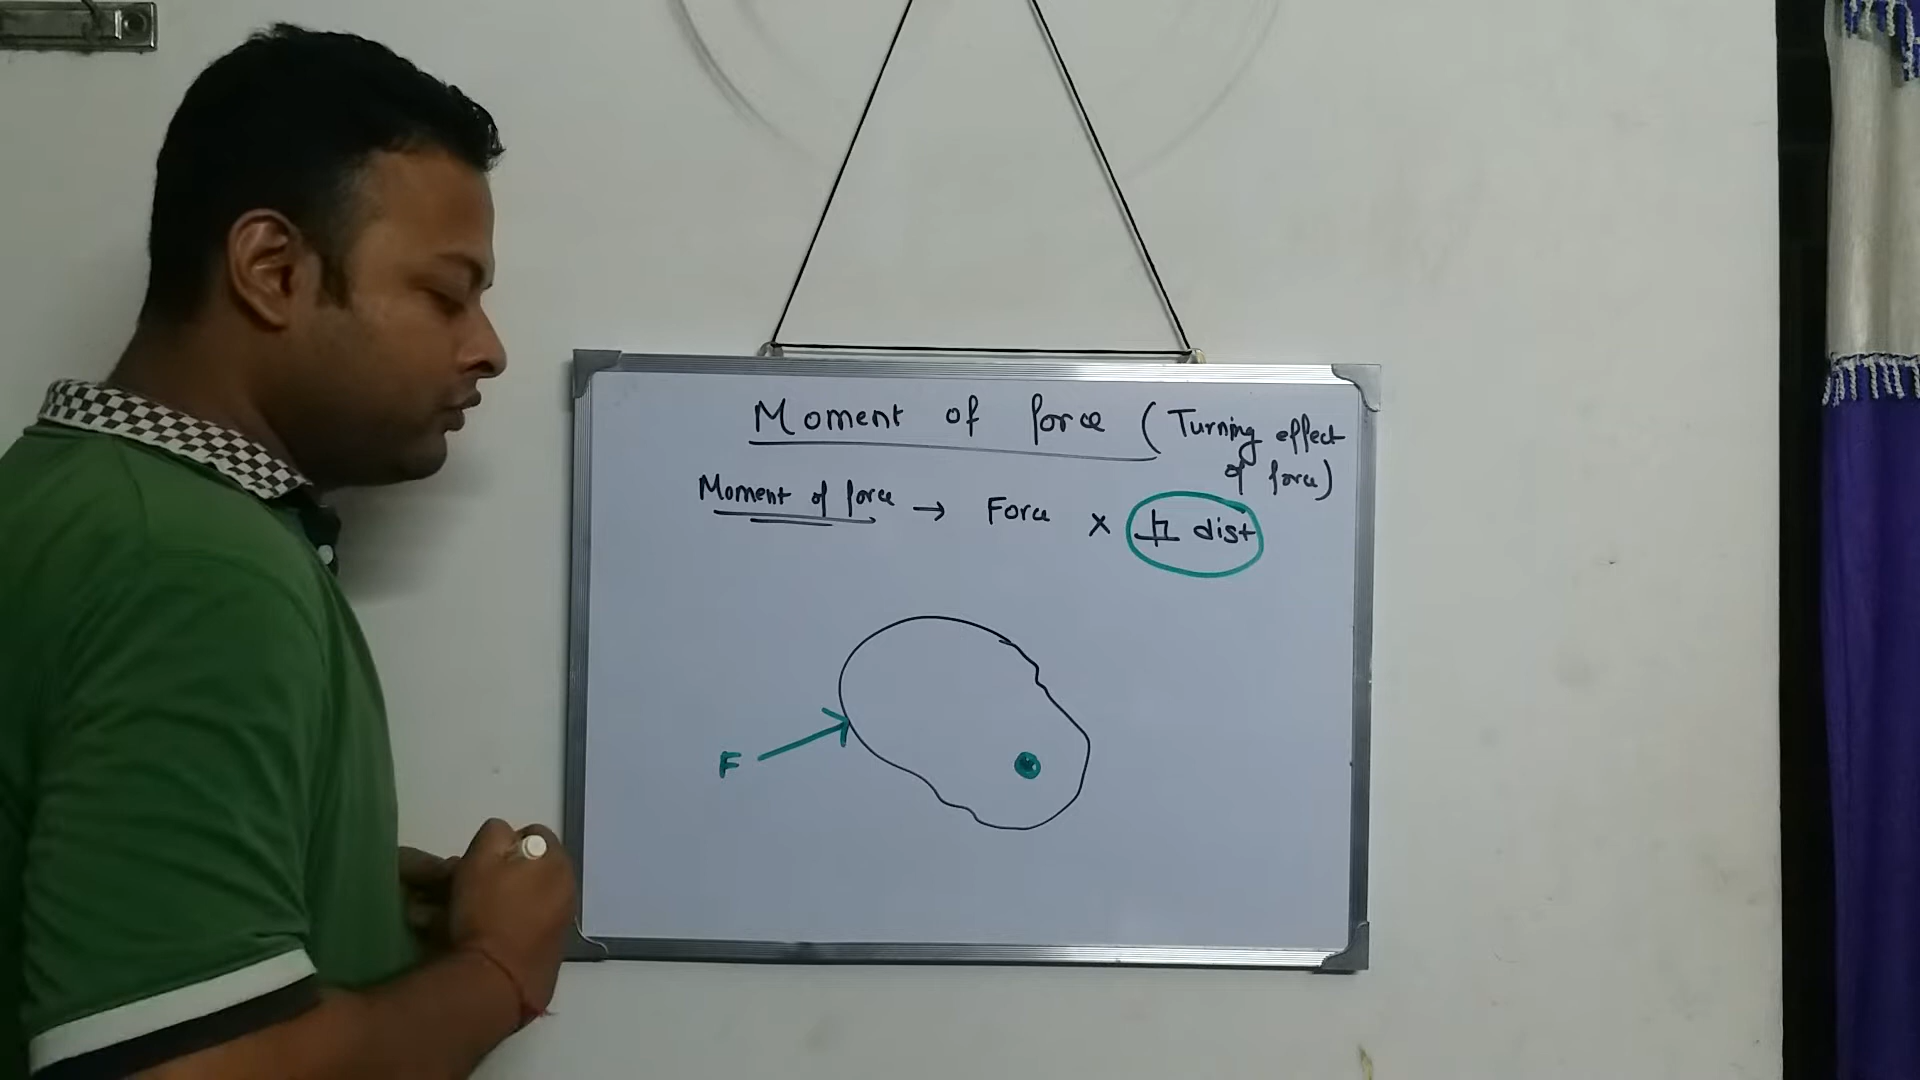 Moment of force (Turning effect
of force)
Moment of force → Force × ⊥r dist
F